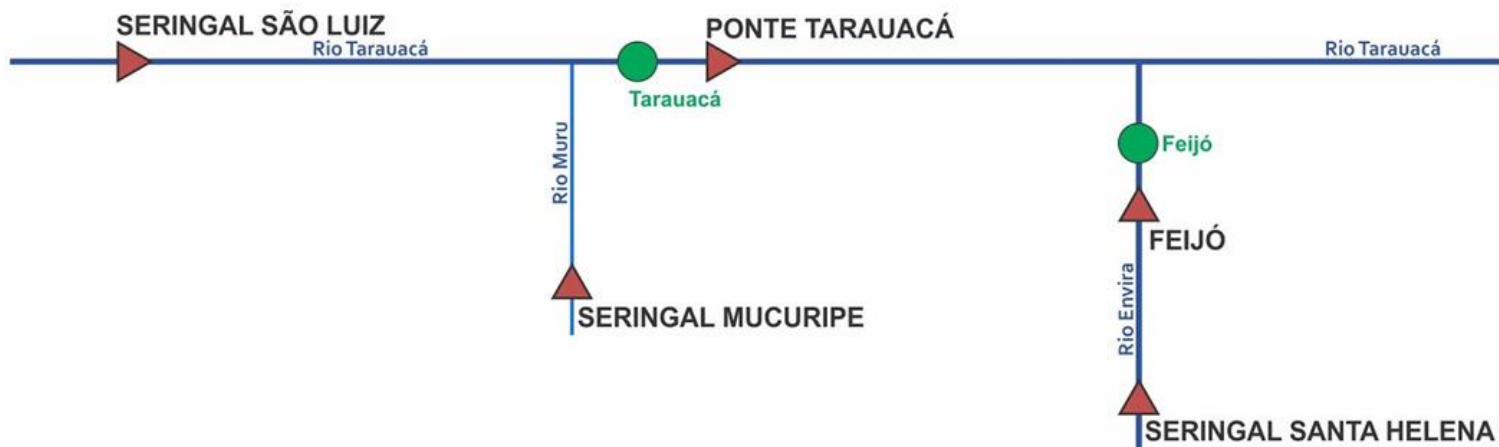 SERINGAL SÃO LUIZ
PONTE TARAUACÁ
Rio Tarauacá
Rio Tarauacá
Tarauacá
Rio Muru
Feijó
FEIJÓ
Rio Envira
SERINGAL MUCURIPE
SERINGAL SANTA HELENA